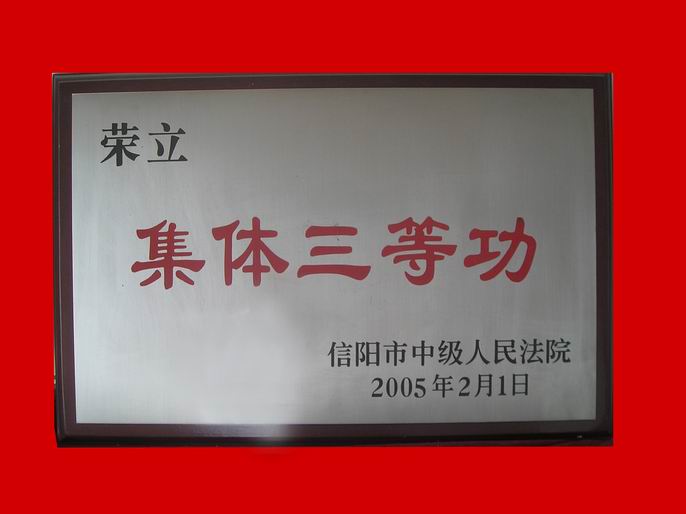 荣立
集体三等功
信阳市中级人民法院
2005年2月1日